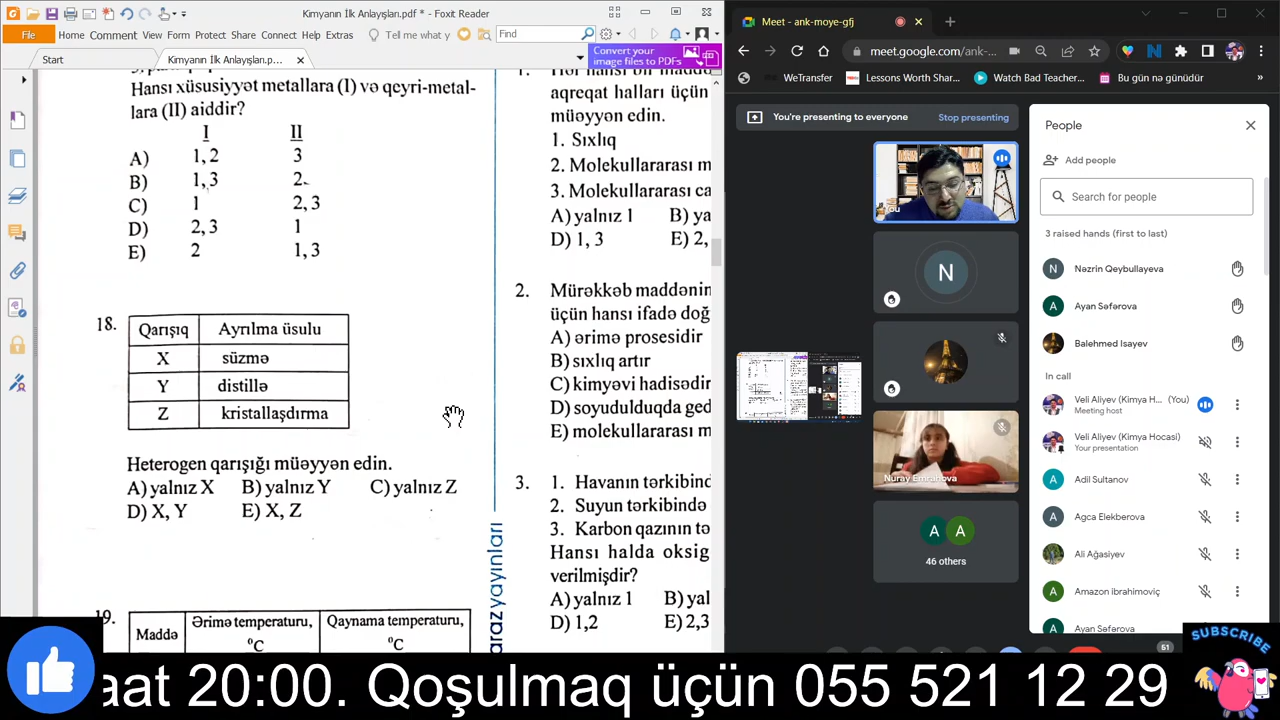 Kimyanın İlk Anlayışları.pdf * - Foxit Reader
File Home Comment View Form Protect Share Connect Help Extras Tell me Find
Start
Kimyanın İlk Anlayışları.p...
Convert your
image files to PDFs
Hansı xüsusiyyət metallara (I) və qeyri-metal-
lara (II) aiddir?
I II
A) 1, 2 3
B) 1, 3 2
C) 1 2, 3
D) 2, 3 1
E) 2 1, 3
18.
Qarışıq Ayrılma üsulu
X süzmə
Y distillə
Z kristallaşdırma
Heterogen qarışığı müəyyən edin.
A) yalnız X B) yalnız Y C) yalnız Z
D) X, Y E) X, Z
19.
Maddə Ərimə temperaturu, °C Qaynama temperaturu, °C
arazyayınları
aqreqat halları üçün
müəyyən edin.
1. Sıxlıq
2. Molekullararası m
3. Molekullararası ca
A) yalnız 1 B) ya
D) 1, 3 E) 2,
2. Mürəkkəb maddənin
üçün hansı ifadə doğ
A) ərimə prosesidir
B) sıxlıq artır
C) kimyəvi hadisədir
D) soyudulduqda ged
E) molekullararası m
3. 1. Havanın tərkibind
2. Suyun tərkibində
3. Karbon qazının tə
Hansı halda oksig
verilmişdir?
A) yalnız 1 B) yal
D) 1,2 E) 2,3
Meet - ank-moye-gfj
meet.google.com/ank-...
WeTransfer
Lessons Worth Shar...
Watch Bad Teacher...
Bu gün nə günüdür
You're presenting to everyone
Stop presenting
You
N
Nuray Emrahova
A A
46 others
People
Add people
Search for people
3 raised hands (first to last)
N Nəzrin Qeybullayeva
A Ayan Səfərova
Balehmed Isayev
In call
Veli Aliyev (Kimya H... (You)
Meeting host
Veli Aliyev (Kimya Hocasi)
Your presentation
A Adil Sultanov
A Agca Elekberova
Ali Ağasiyev
A Amazon ibrahimoviç
A Ayan Səfərova
61
SUBSCRIBE
aat 20:00. Qoşulmaq üçün 055 521 12 29